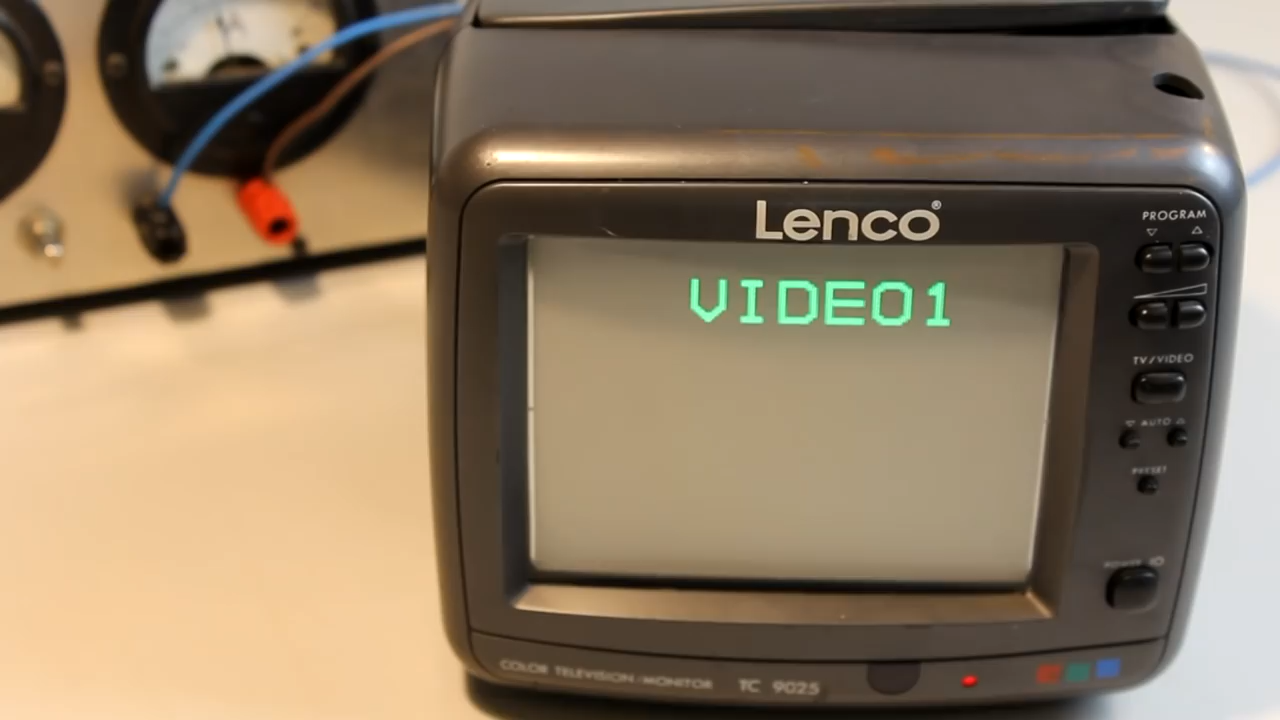 Lenco®
PROGRAM
VIDEO1
TV/VIDEO
AUTO
PRESET
POWER
COLOR TELEVISION/MONITOR TC 9025